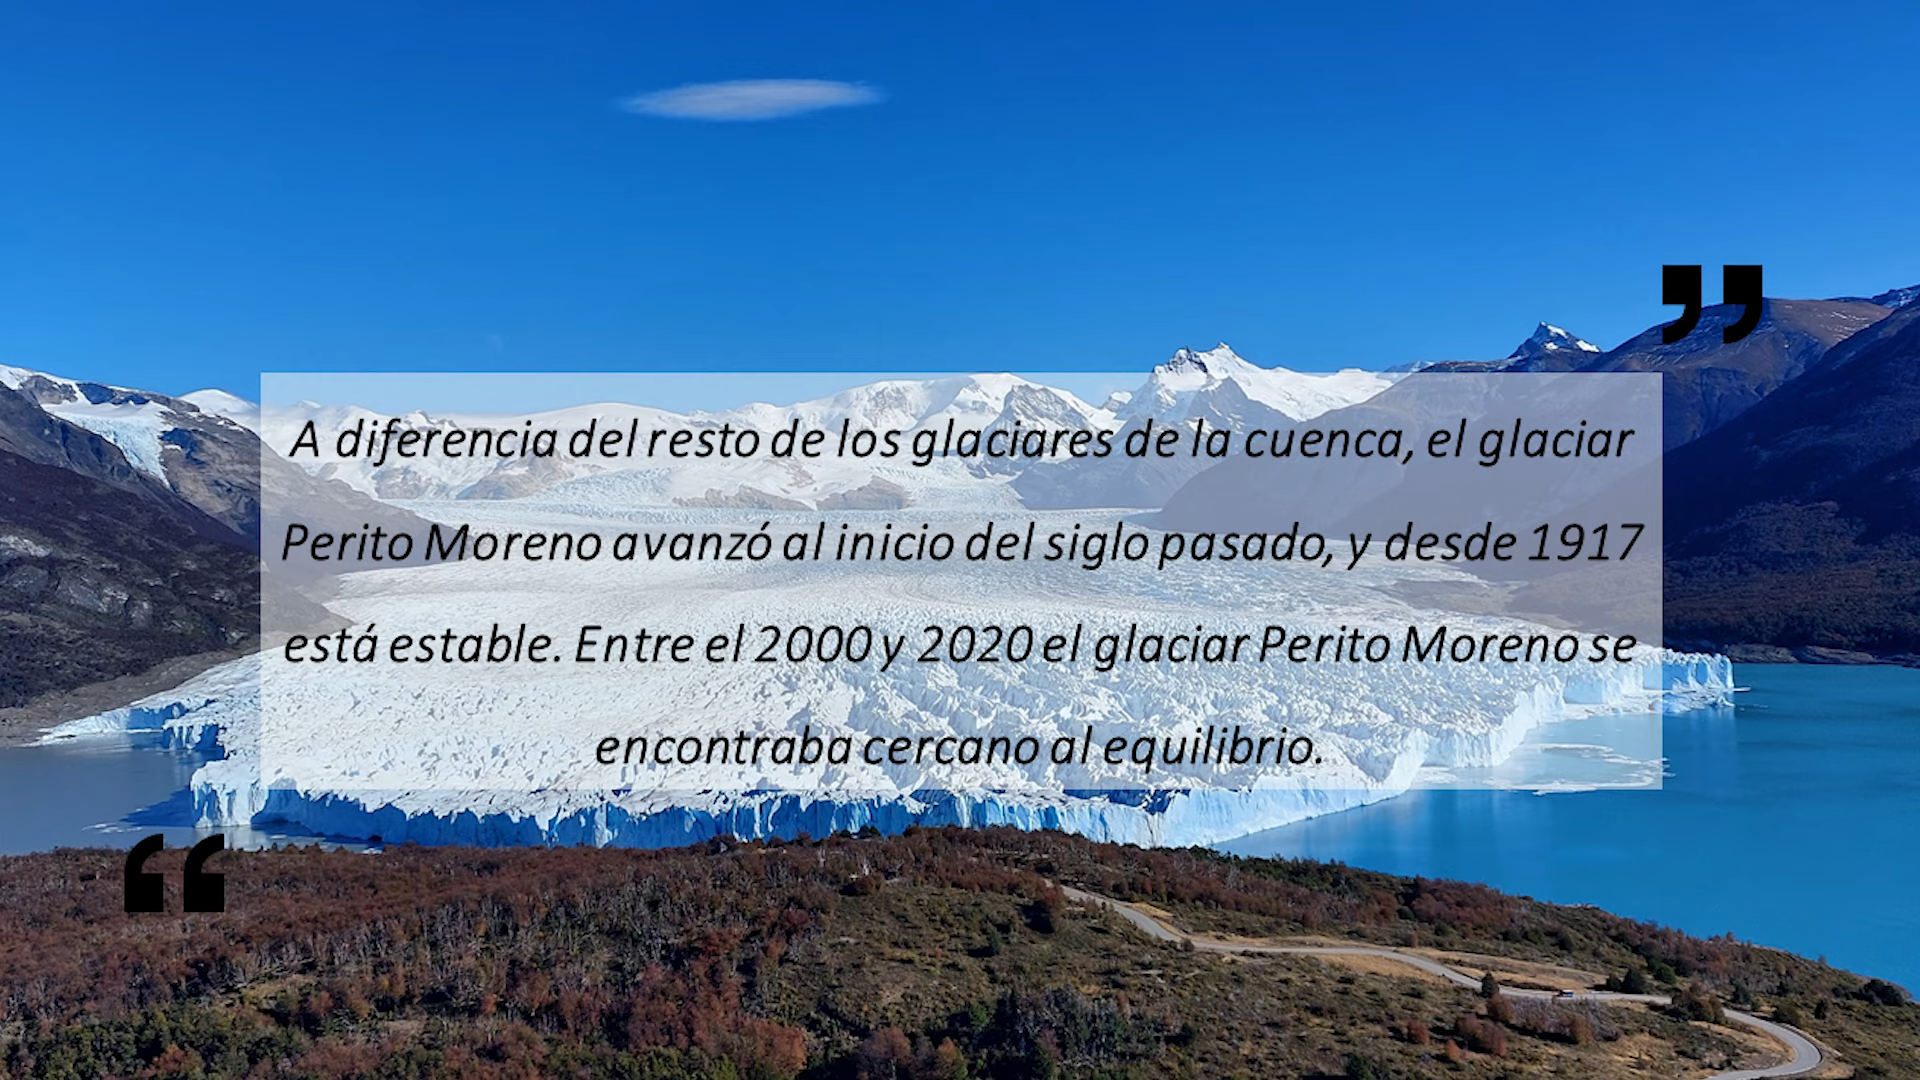 ”
A diferencia del resto de los glaciares de la cuenca, el glaciar
Perito Moreno avanzó al inicio del siglo pasado, y desde 1917
está estable. Entre el 2000 y 2020 el glaciar Perito Moreno se
encontraba cercano al equilibrio.
“